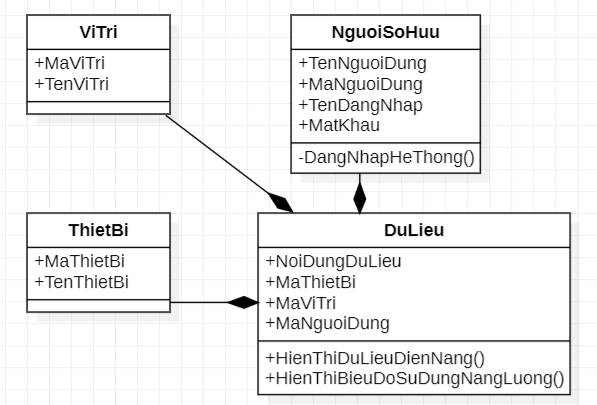 ViTri
+MaViTri
+TenViTri
NguoiSoHuu
+TenNguoiDung
+MaNguoiDung
+TenDangNhap
+MatKhau
-DangNhapHeThong()
ThietBi
+MaThietBi
+TenThietBi
DuLieu
+NoiDungDuLieu
+MaThietBi
+MaViTri
+MaNguoiDung
+HienThiDuLieuDienNang()
+HienThiBieuDoSuDungNangLuong()